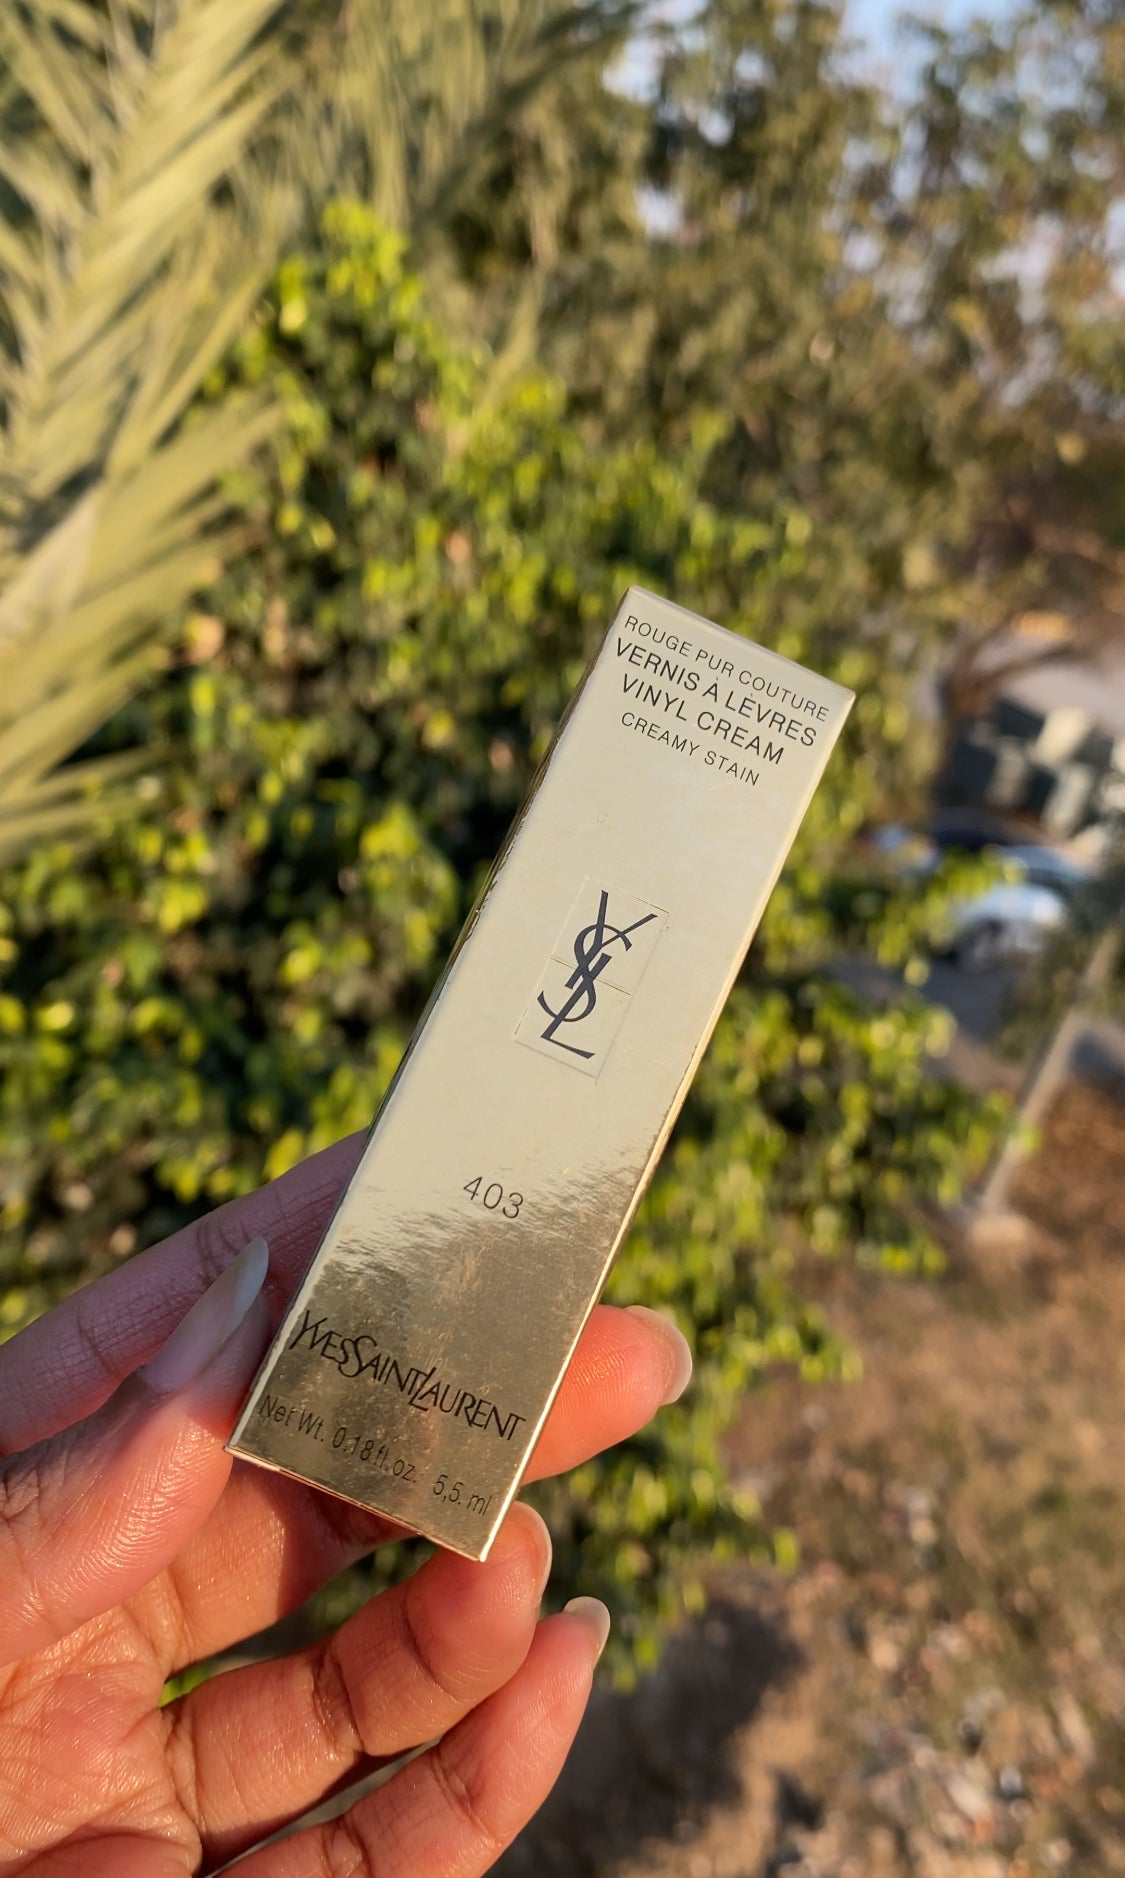 ROUGE PUR COUTURE
VERNIS À LÈVRES
VINYL CREAM
CREAMY STAIN
YSL
403
YVESSAINTLAURENT
Net Wt. 0.18 fl. oz. 5,5. ml